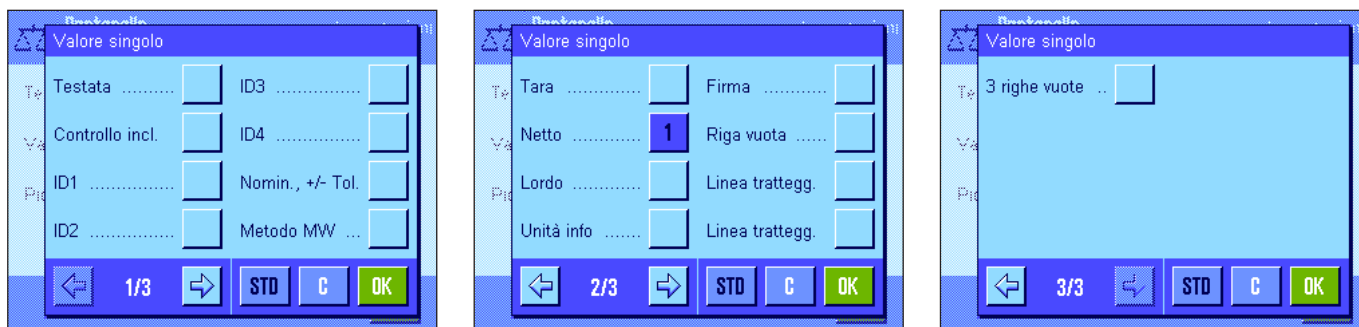 Valore singolo
Testata ..........
ID3 ...............
Controllo incl.
ID4 ...............
ID1 ...............
Nomin., +/- Tol.
ID2 ...............
Metodo MW ...
1/3
STD
C
OK
Valore singolo
Tara .............
Firma ............
Netto ............ 1
Riga vuota ......
Lordo .............
Linea trattegg.
Unità info .......
Linea trattegg.
2/3
STD
C
OK
Valore singolo
3 righe vuote ..
3/3
STD
C
OK